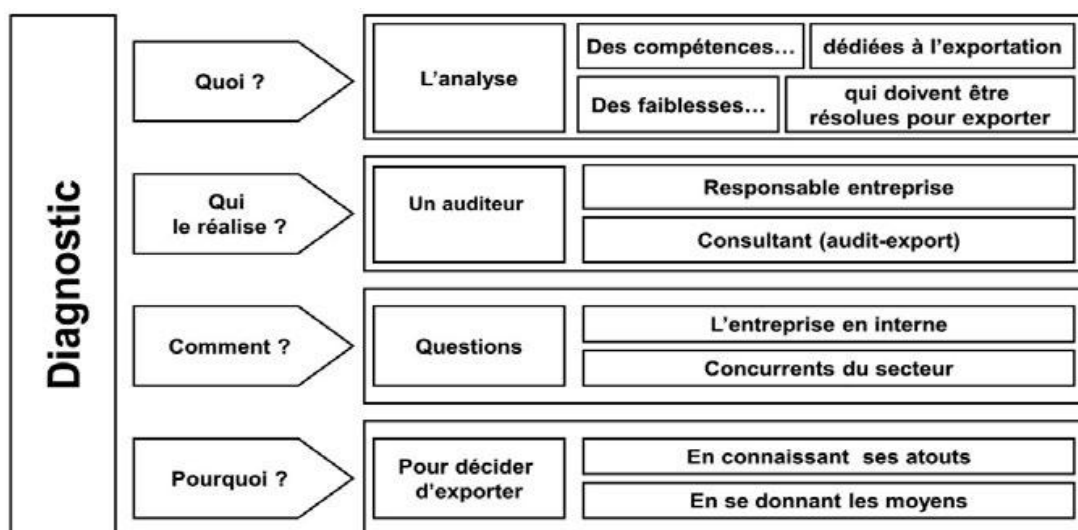 Diagnostic
Quoi ?
L’analyse
Des compétences…
dédiées à l’exportation
Des faiblesses…
qui doivent être
résolues pour exporter
Qui
le réalise ?
Un auditeur
Responsable entreprise
Consultant (audit-export)
Comment ?
Questions
L’entreprise en interne
Concurrents du secteur
Pourquoi ?
Pour décider
d’exporter
En connaissant ses atouts
En se donnant les moyens